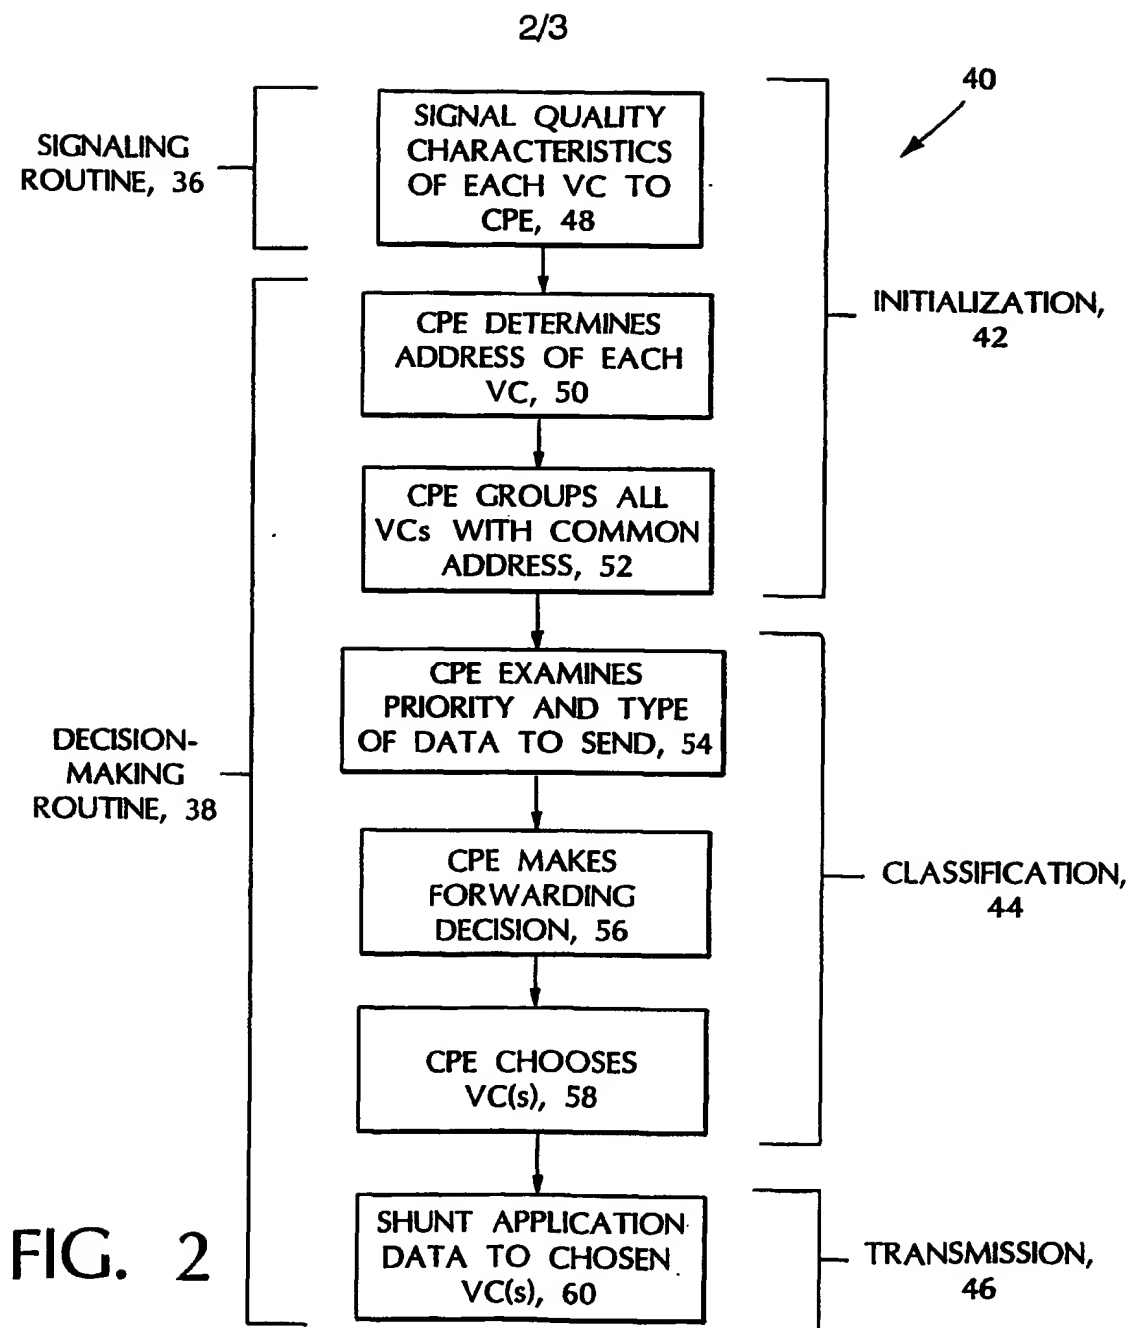 2/3
40
SIGNALING
ROUTINE, 36
SIGNAL QUALITY
CHARACTERISTICS
OF EACH VC TO
CPE, 48
INITIALIZATION,
42
CPE DETERMINES
ADDRESS OF EACH
VC, 50
CPE GROUPS ALL
VCs WITH COMMON
ADDRESS, 52
DECISION-
MAKING
ROUTINE, 38
CPE EXAMINES
PRIORITY AND TYPE
OF DATA TO SEND, 54
CPE MAKES
FORWARDING
DECISION, 56
CLASSIFICATION,
44
CPE CHOOSES
VC(s), 58
SHUNT APPLICATION
DATA TO CHOSEN
VC(s), 60
TRANSMISSION,
46
FIG. 2